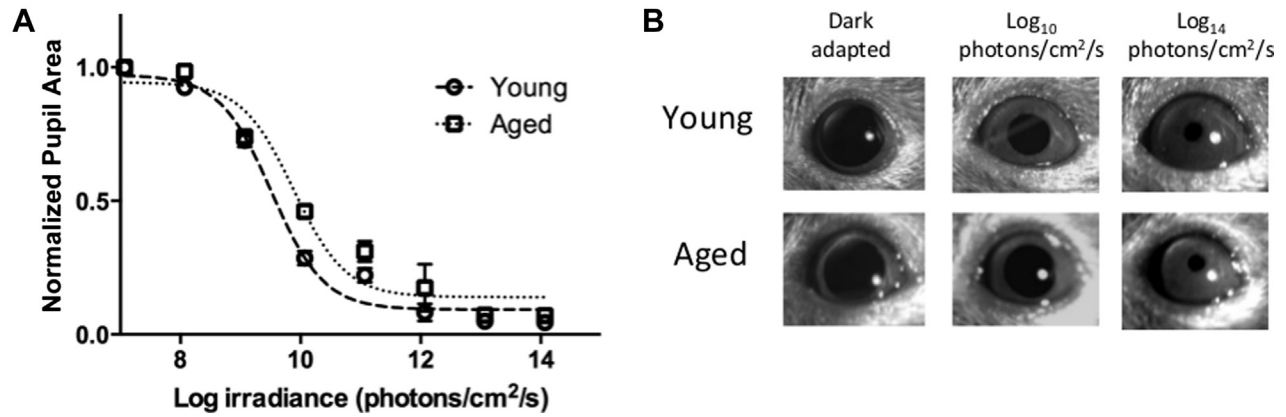 A
Normalized Pupil Area
1.0
0.5
0.0
8
10
12
14
Log irradiance (photons/cm²/s)
Young
Aged
B
Dark
adapted
Log₁₀
photons/cm²/s
Log₁₄
photons/cm²/s
Young
Aged